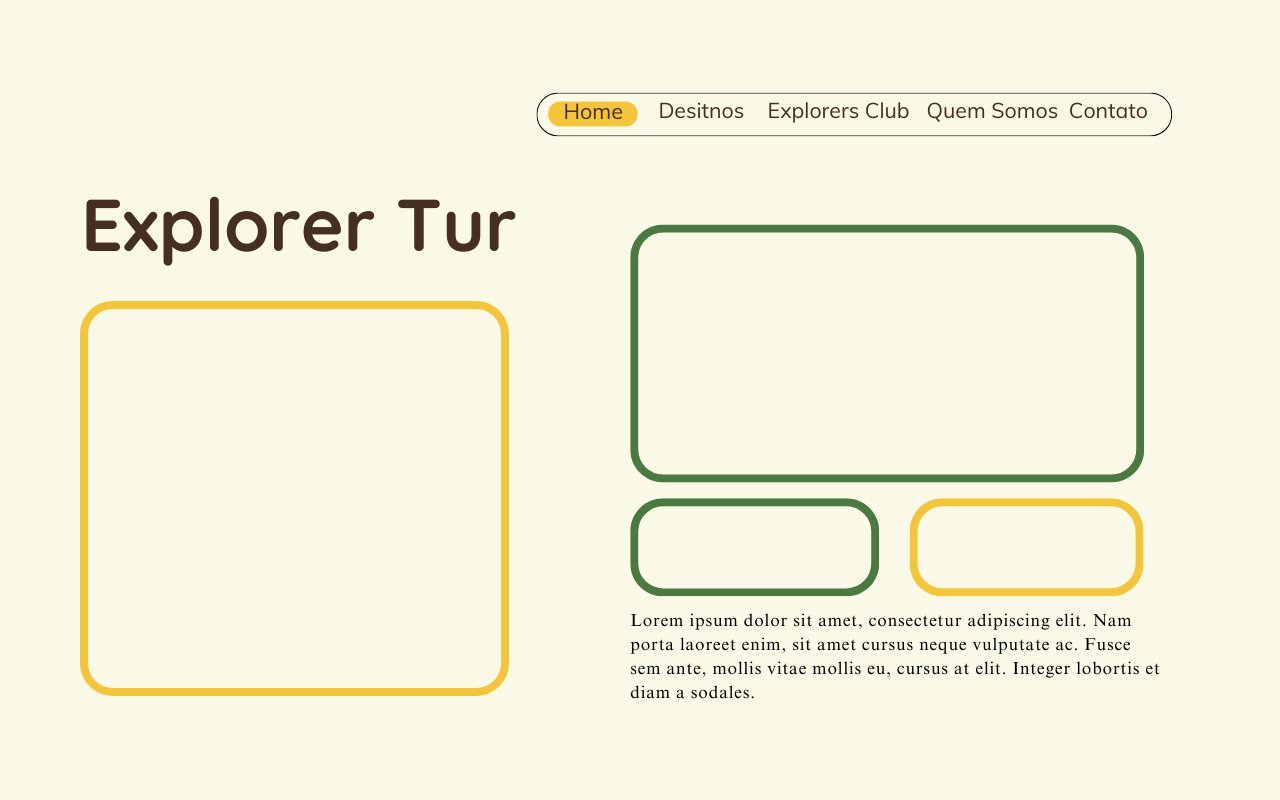 Home Desitnos Explorers Club Quem Somos Contato
Explorer Tur
Lorem ipsum dolor sit amet, consectetur adipiscing elit. Nam
porta laoreet enim, sit amet cursus neque vulputate ac. Fusce
sem ante, mollis vitae mollis eu, cursus at elit. Integer lobortis et
diam a sodales.